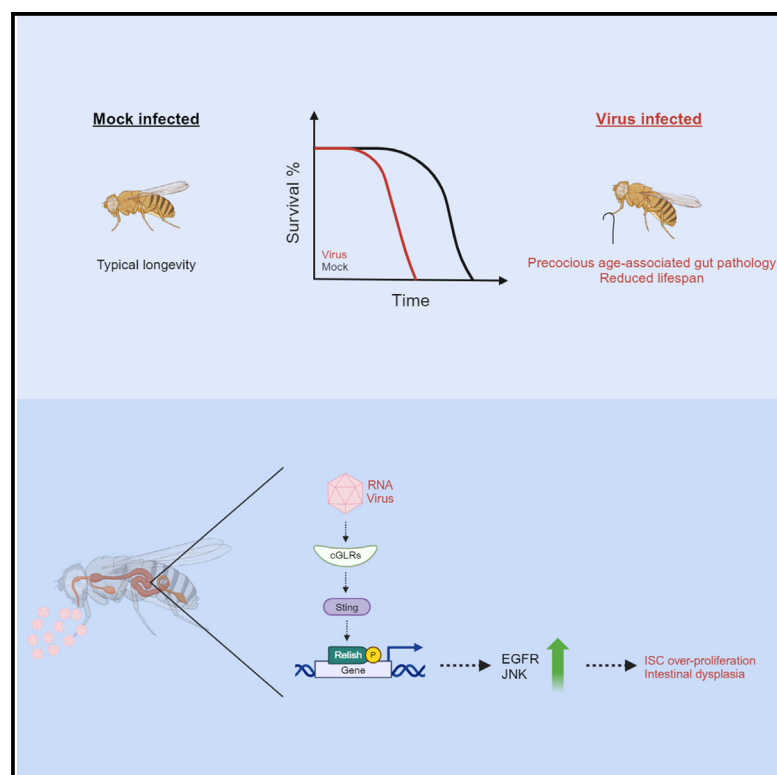 Mock infected
Virus infected
Typical longevity
Survival %
Virus
Mock
Time
Precocious age-associated gut pathology
Reduced lifespan
RNA
Virus
cGLRs
Sting
Relish
P
Gene
EGFR
JNK
ISC over-proliferation
Intestinal dysplasia